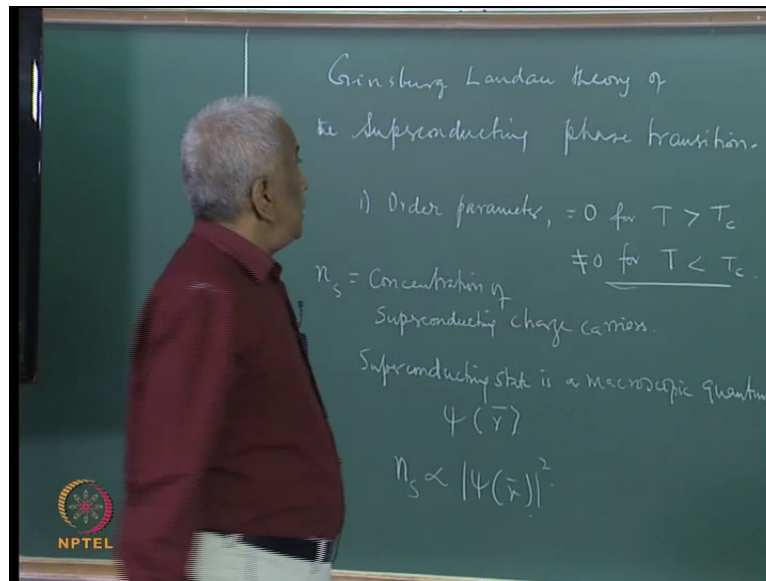 Ginsburg Landau theory of
the Superconducting phase transition.
i) Order parameter, = 0 for T > Tc
≠ 0 for T < Tc.
ns = Concentration of
Superconducting charge carriers.
Superconducting state is a macroscopic quantum
Ψ(r̄)
ns ∝ |Ψ(r̄)|².
NPTEL